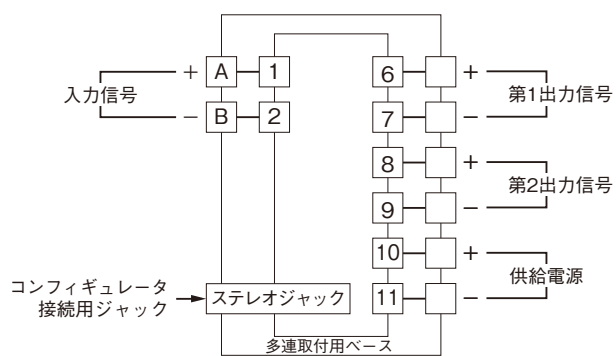 + A 1 6 +
入力信号 第1出力信号
− B 2 7 −
8 +
第2出力信号
9 −
10 +
供給電源
コンフィギュレータ
接続用ジャック
ステレオジャック
11 −
多連取付用ベース